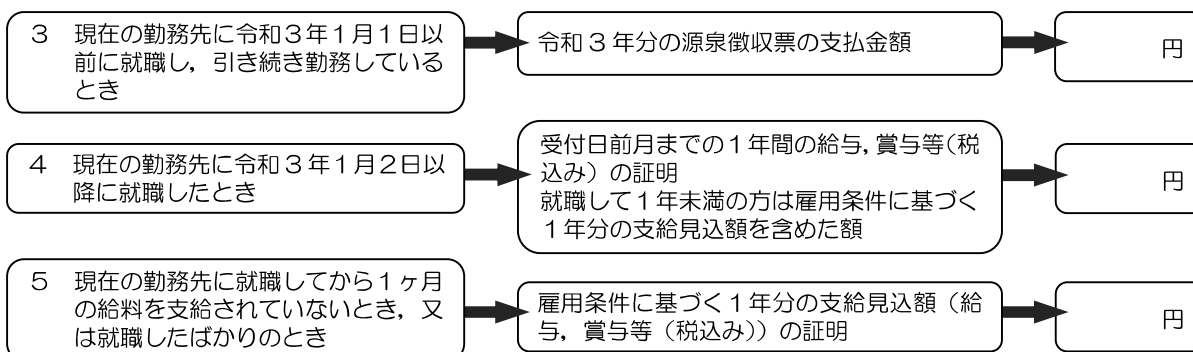 ３　現在の勤務先に令和３年１月１日以
前に就職し，引き続き勤務している
とき
令和３年分の源泉徴収票の支払金額
円
４　現在の勤務先に令和３年１月２日以
降に就職したとき
受付日前月までの１年間の給与，賞与等（税
込み）の証明
就職して１年未満の方は雇用条件に基づく
１年分の支給見込額を含めた額
円
５　現在の勤務先に就職してから１ヶ月
の給料を支給されていないとき，又
は就職したばかりのとき
雇用条件に基づく１年分の支給見込額（給
与，賞与等（税込み））の証明
円